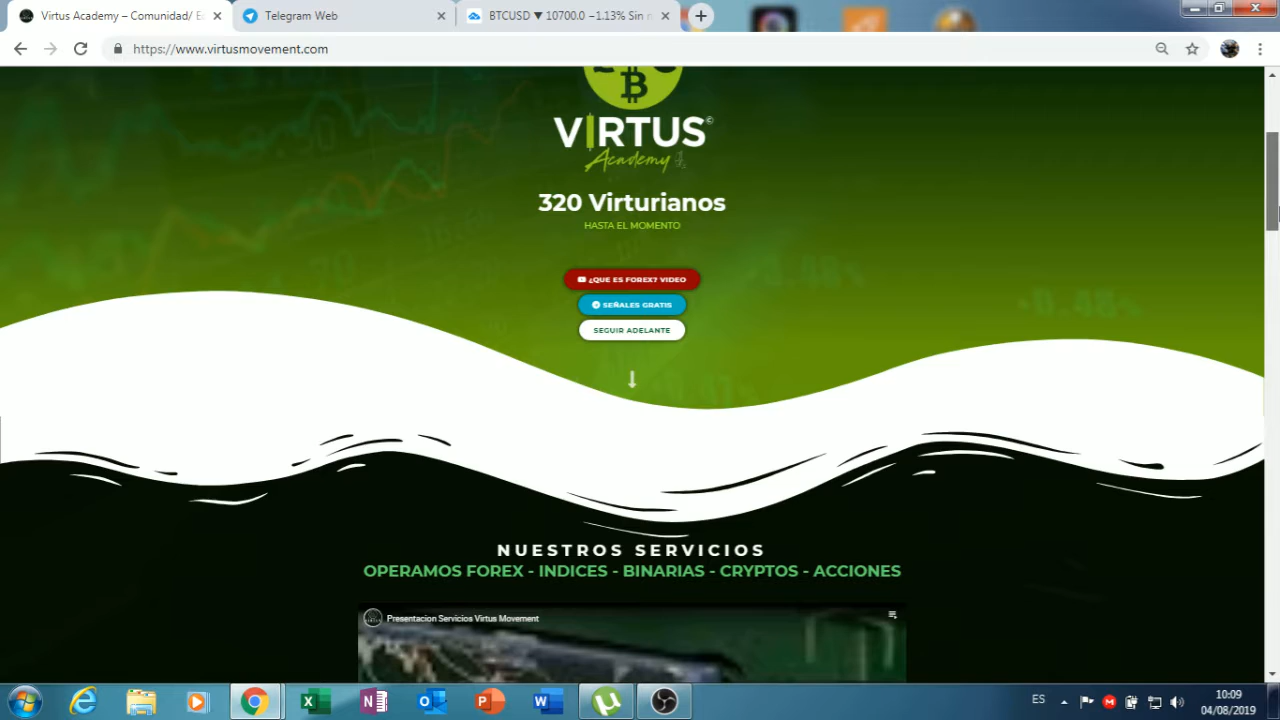 Virtus Academy – Comunidad/ E
Telegram Web
BTCUSD ▼ 10700.0 −1.13% Sin n
https://www.virtusmovement.com
VIRTUS©
Academy
320 Virturianos
HASTA EL MOMENTO
¿QUE ES FOREX? VIDEO
SEÑALES GRATIS
SEGUIR ADELANTE
NUESTROS SERVICIOS
OPERAMOS FOREX - INDICES - BINARIAS - CRYPTOS - ACCIONES
Presentacion Servicios Virtus Movement
ES
10:09
04/08/2019